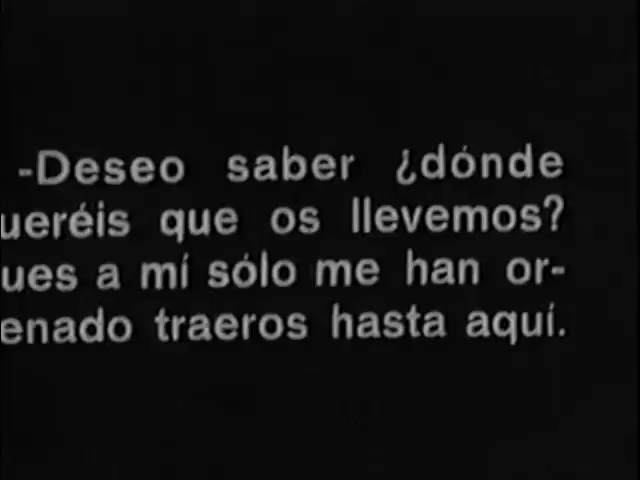 -Deseo saber ¿dónde
ueréis que os llevemos?
ues a mí sólo me han or-
enado traeros hasta aquí.